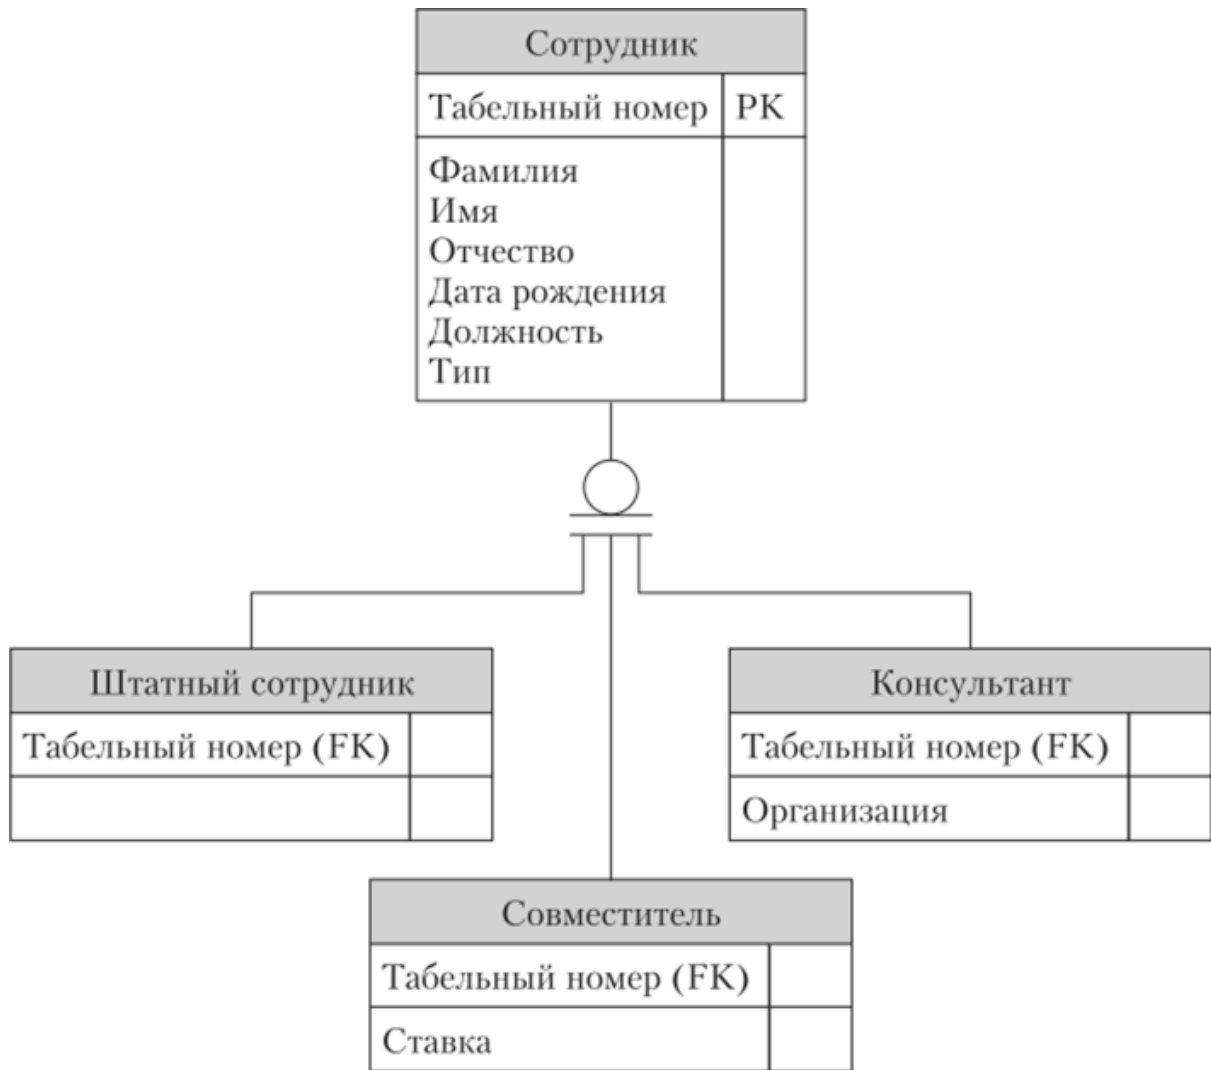 Сотрудник
Табельный номер PK
Фамилия
Имя
Отчество
Дата рождения
Должность
Тип
Штатный сотрудник
Табельный номер (FK)
Консультант
Табельный номер (FK)
Организация
Совместитель
Табельный номер (FK)
Ставка